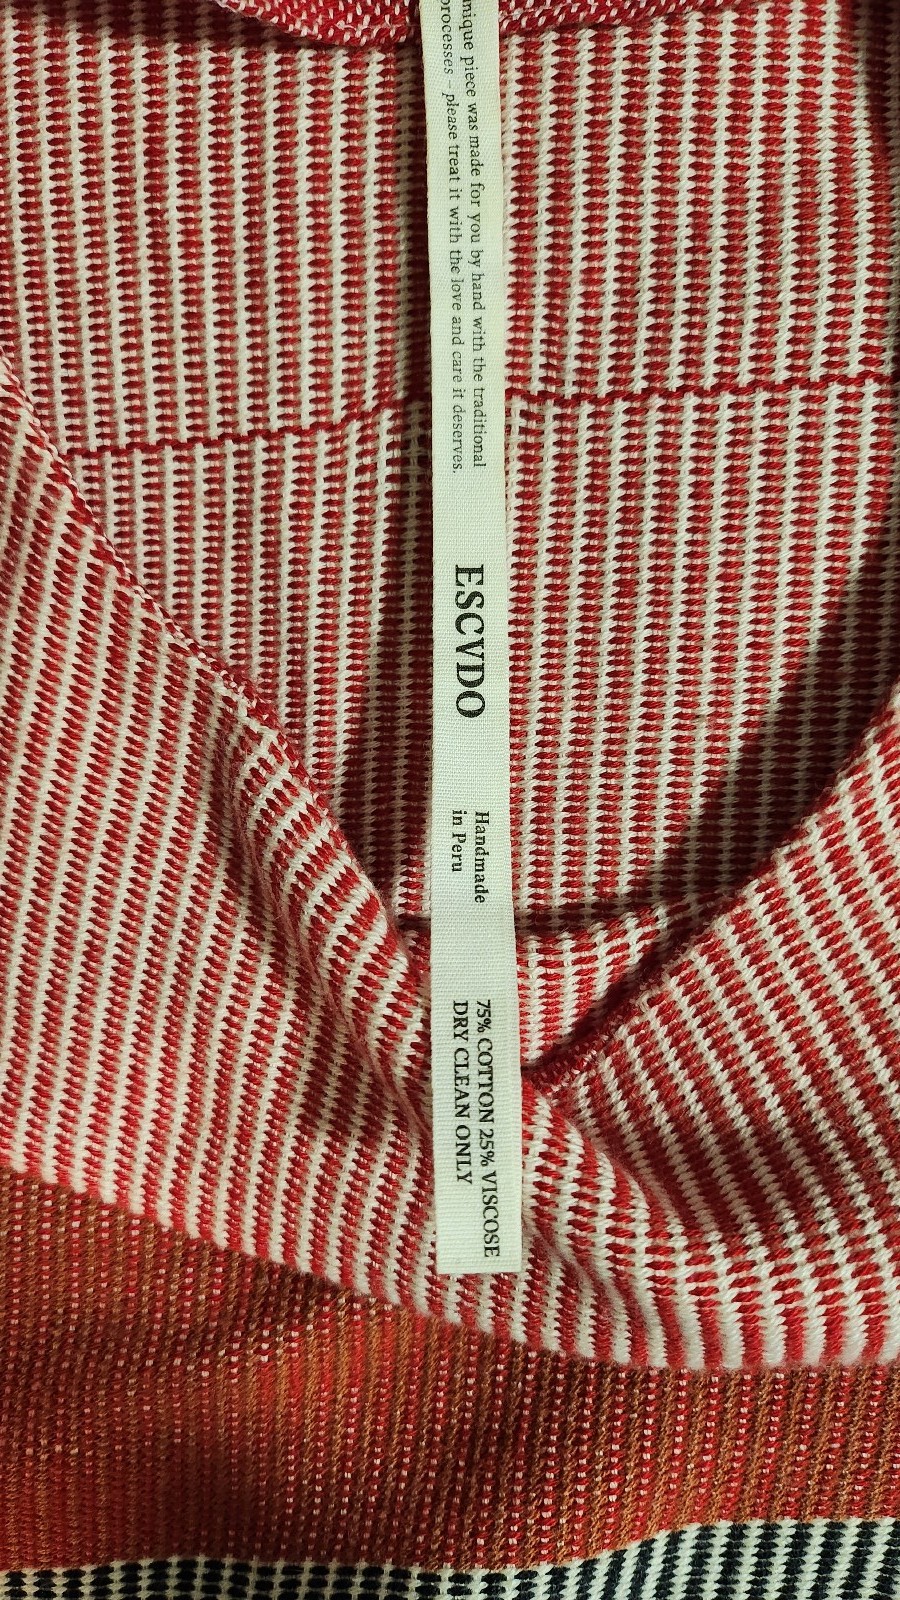 nique piece was made for you by hand with the traditional
processes – please treat it with the love and care it deserves.
ESCVDO
Handmade
in Peru
75% COTTON 25% VISCOSE
DRY CLEAN ONLY